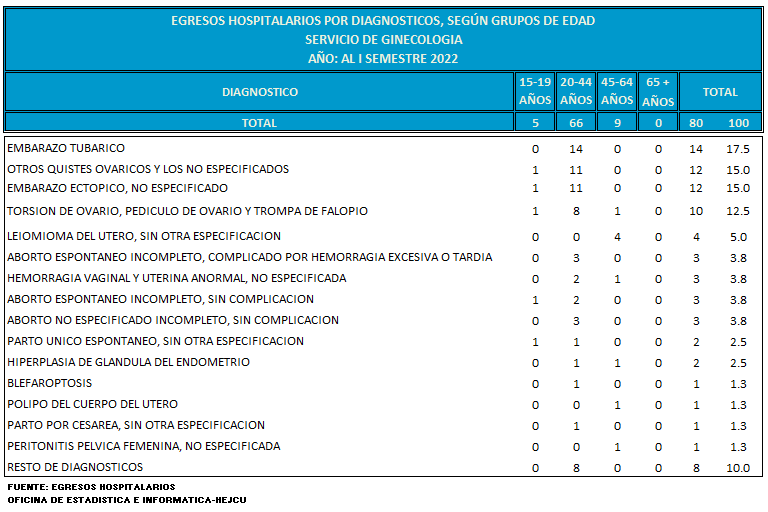 EGRESOS HOSPITALARIOS POR DIAGNOSTICOS, SEGÚN GRUPOS DE EDAD
SERVICIO DE GINECOLOGIA
AÑO: AL I SEMESTRE 2022
DIAGNOSTICO 15-19 AÑOS 20-44 AÑOS 45-64 AÑOS 65 + AÑOS TOTAL
TOTAL 5 66 9 0 80 100
EMBARAZO TUBARICO 0 14 0 0 14 17.5
OTROS QUISTES OVARICOS Y LOS NO ESPECIFICADOS 1 11 0 0 12 15.0
EMBARAZO ECTOPICO, NO ESPECIFICADO 1 11 0 0 12 15.0
TORSION DE OVARIO, PEDICULO DE OVARIO Y TROMPA DE FALOPIO 1 8 1 0 10 12.5
LEIOMIOMA DEL UTERO, SIN OTRA ESPECIFICACION 0 0 4 0 4 5.0
ABORTO ESPONTANEO INCOMPLETO, COMPLICADO POR HEMORRAGIA EXCESIVA O TARDIA 0 3 0 0 3 3.8
HEMORRAGIA VAGINAL Y UTERINA ANORMAL, NO ESPECIFICADA 0 2 1 0 3 3.8
ABORTO ESPONTANEO INCOMPLETO, SIN COMPLICACION 1 2 0 0 3 3.8
ABORTO NO ESPECIFICADO INCOMPLETO, SIN COMPLICACION 0 3 0 0 3 3.8
PARTO UNICO ESPONTANEO, SIN OTRA ESPECIFICACION 1 1 0 0 2 2.5
HIPERPLASIA DE GLANDULA DEL ENDOMETRIO 0 1 1 0 2 2.5
BLEFAROPTOSIS 0 1 0 0 1 1.3
POLIPO DEL CUERPO DEL UTERO 0 0 1 0 1 1.3
PARTO POR CESAREA, SIN OTRA ESPECIFICACION 0 1 0 0 1 1.3
PERITONITIS PELVICA FEMENINA, NO ESPECIFICADA 0 0 1 0 1 1.3
RESTO DE DIAGNOSTICOS 0 8 0 0 8 10.0
FUENTE: EGRESOS HOSPITALARIOS
OFICINA DE ESTADISTICA E INFORMATICA-HEJCU